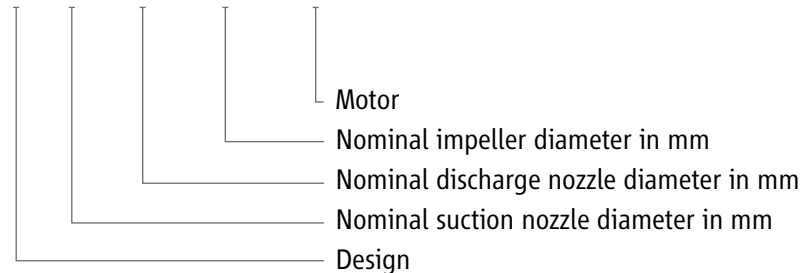 Motor
Nominal impeller diameter in mm
Nominal discharge nozzle diameter in mm
Nominal suction nozzle diameter in mm
Design